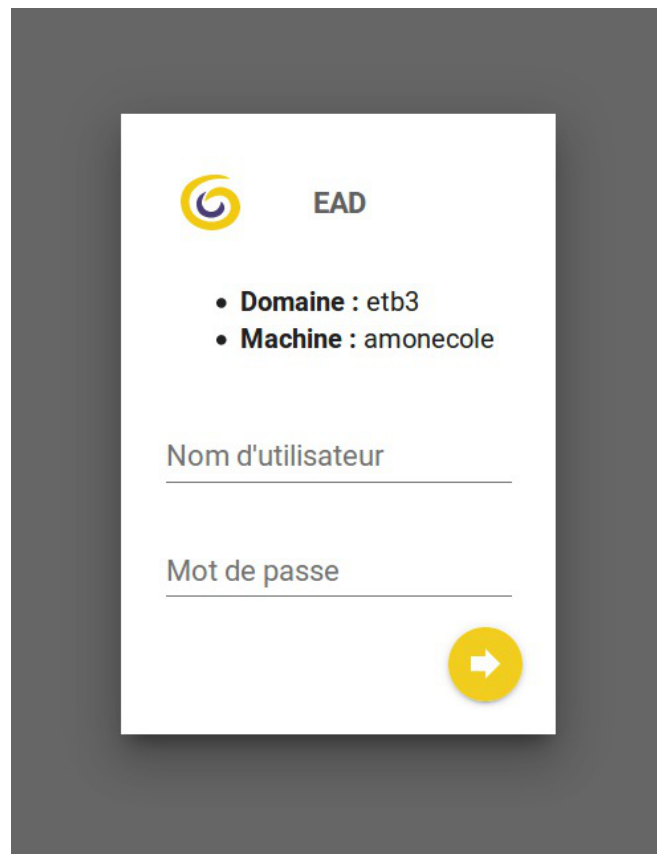 EAD
Domaine : etb3
Machine : amonecole
Nom d'utilisateur
Mot de passe